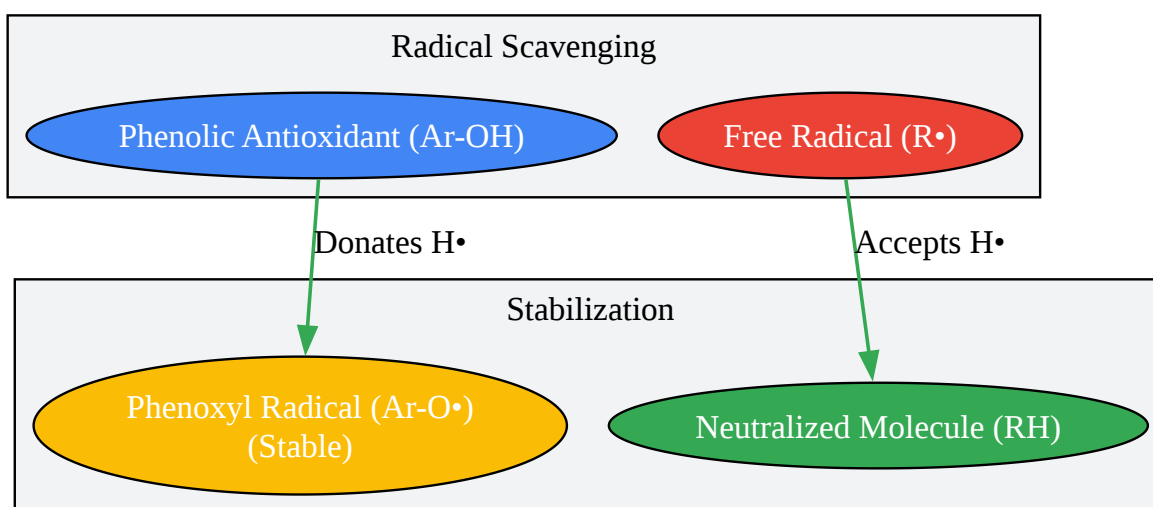 Radical Scavenging
Phenolic Antioxidant (Ar-OH)
Free Radical (R•)
Donates H•
Accepts H•
Stabilization
Phenoxyl Radical (Ar-O•)
(Stable)
Neutralized Molecule (RH)